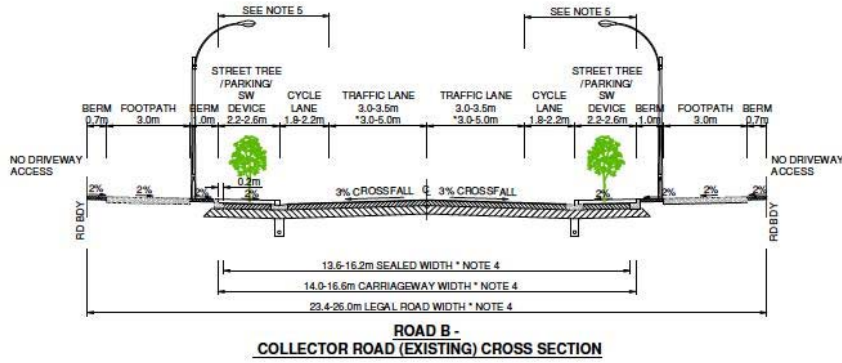 SEE NOTE 5
SEE NOTE 5
STREET TREE
/PARKING/
SW
DEVICE
2.2-2.6m
STREET TREE
/PARKING/
SW
DEVICE
2.2-2.6m
BERM
0.7m
FOOTPATH
3.0m
BERM
1.0m
CYCLE
LANE
1.8-2.2m
TRAFFIC LANE
3.0-3.5m
*3.0-5.0m
TRAFFIC LANE
3.0-3.5m
*3.0-5.0m
CYCLE
LANE
1.8-2.2m
BERM
1.0m
FOOTPATH
3.0m
BERM
0.7m
NO DRIVEWAY
ACCESS
NO DRIVEWAY
ACCESS
0.2m
2%
2%
2%
2%
3% CROSSFALL
3% CROSSFALL
2%
2%
2%
2%
RD BDY
RD BDY
13.6-16.2m SEALED WIDTH * NOTE 4
14.0-16.6m CARRIAGEWAY WIDTH * NOTE 4
23.4-26.0m LEGAL ROAD WIDTH * NOTE 4
ROAD B -
COLLECTOR ROAD (EXISTING) CROSS SECTION